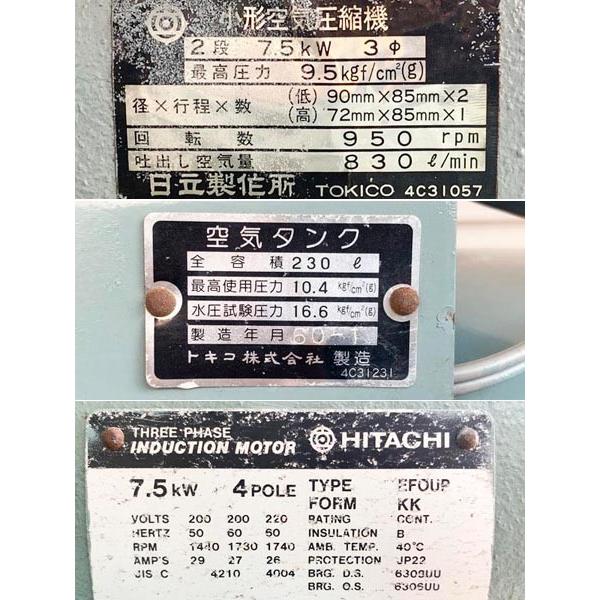 小形空気圧縮機
2段 7.5kW 3φ
最高圧力 9.5kgf/cm²(g)
径×行程×数 (低) 90mm×85mm×2
(高) 72mm×85mm×1
回転数 950 rpm
吐出し空気量 830 ℓ/min
日立製作所 TOKICO 4C31057
空気タンク
全容積 230 ℓ
最高使用圧力 10.4 kgf/cm²(g)
水圧試験圧力 16.6 kgf/cm²(g)
製造年月 60-1
トキコ株式会社 製造
4C31231
THREE PHASE
INDUCTION MOTOR HITACHI
7.5kW 4POLE TYPE EFOUP
FORM KK
VOLTS 200 200 220 RATING CONT.
HERTZ 50 60 60 INSULATION B
RPM 1440 1730 1740 AMB. TEMP. 40°C
AMP'S 29 27 26 PROTECTION JP22
JIS C 4210 4004 BRG. D.S. 6308UU
BRG. O.S. 6306UU